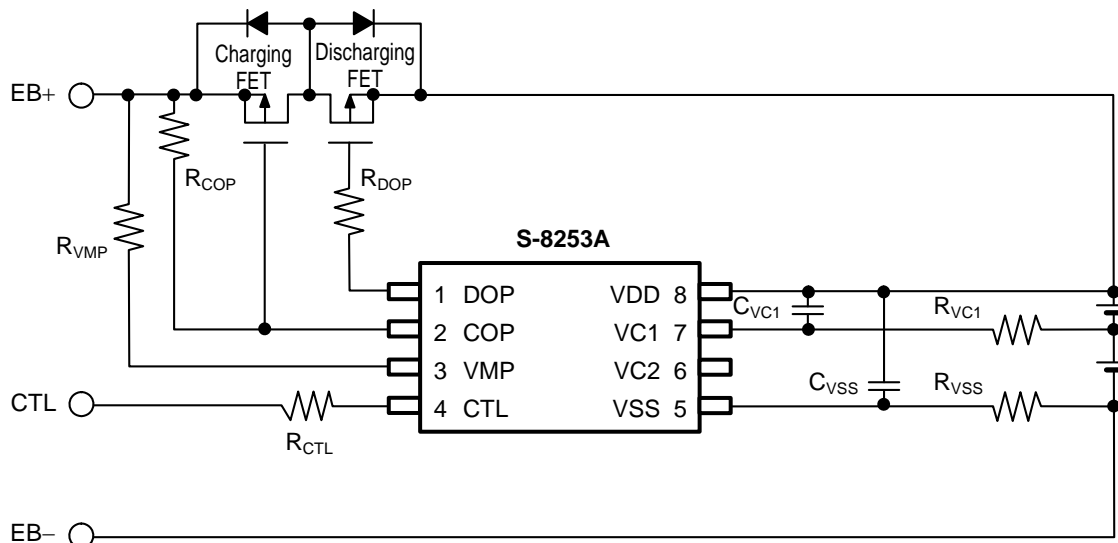 Charging
FET
Discharging
FET
EB+
R_COP
R_DOP
R_VMP
S-8253A
1 DOP
2 COP
3 VMP
4 CTL
VDD 8
VC1 7
VC2 6
VSS 5
C_VC1
R_VC1
C_VSS
R_VSS
CTL
R_CTL
EB−